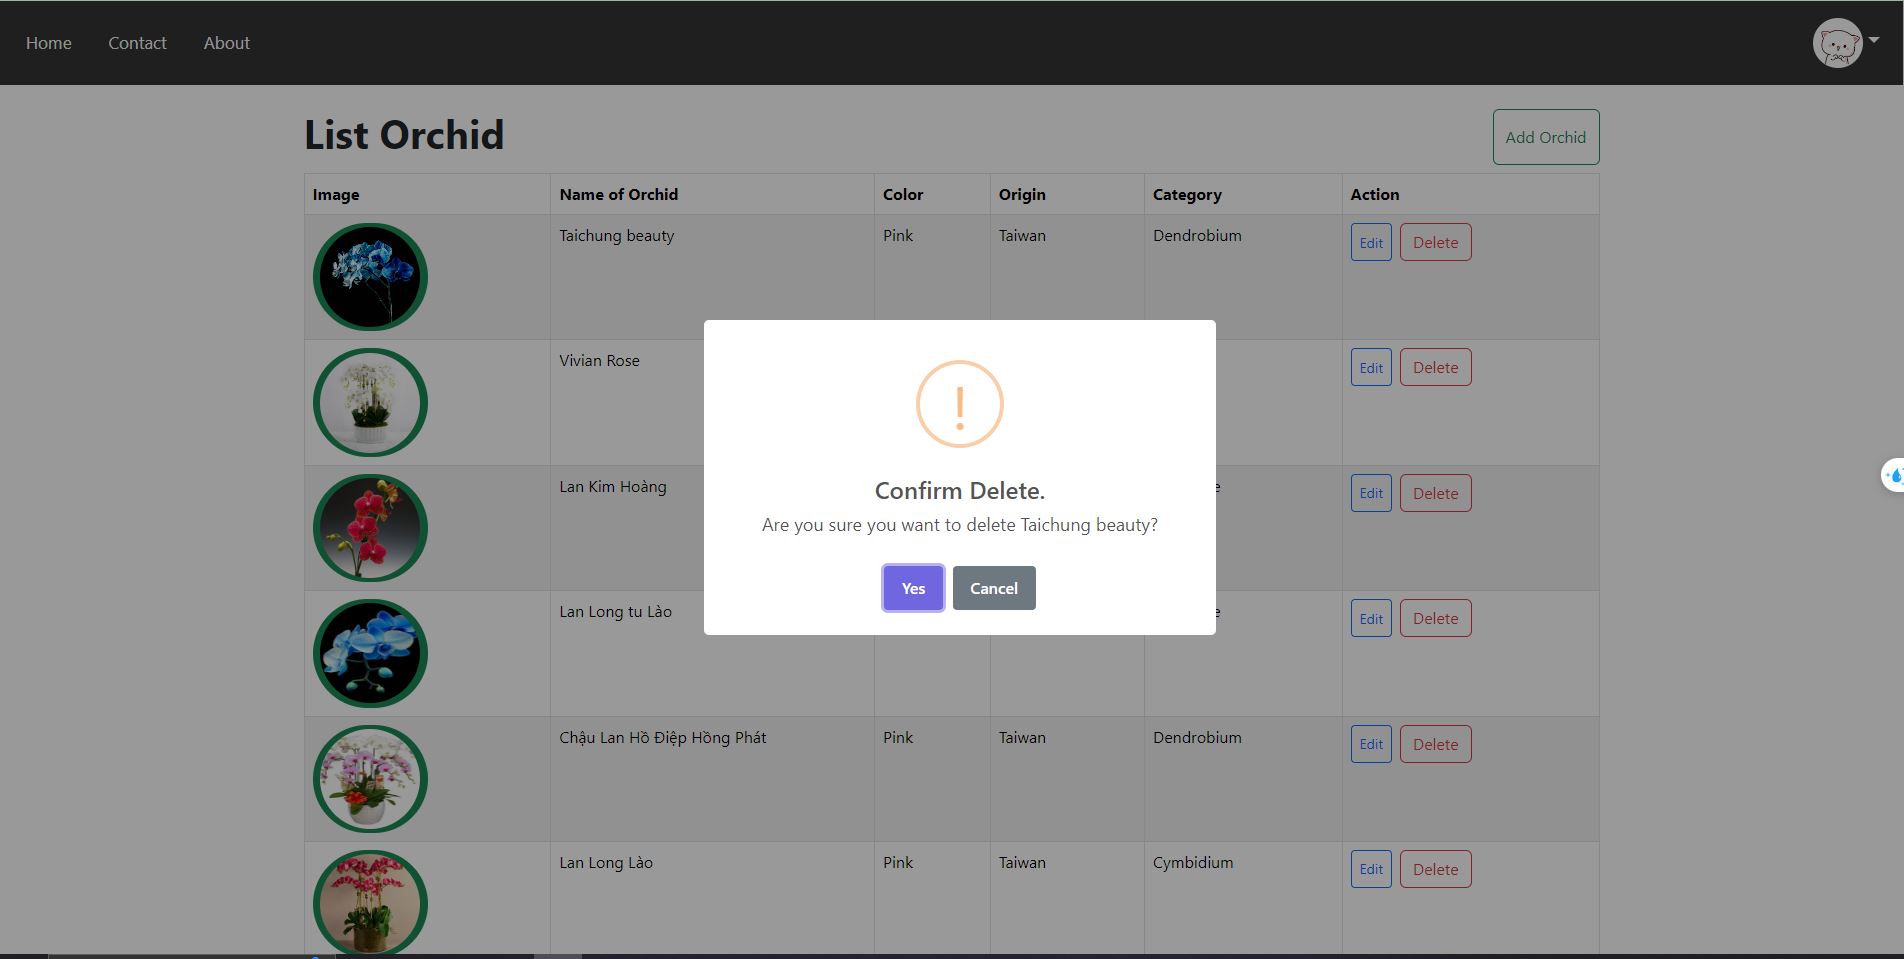 Home Contact About
List Orchid
Add Orchid
Image Name of Orchid Color Origin Category Action
Taichung beauty Pink Taiwan Dendrobium Edit Delete
Vivian Rose Edit Delete
Lan Kim Hoàng e Edit Delete
Lan Long tu Lào e Edit Delete
Chậu Lan Hồ Điệp Hồng Phát Pink Taiwan Dendrobium Edit Delete
Lan Long Lào Pink Taiwan Cymbidium Edit Delete
!
Confirm Delete.
Are you sure you want to delete Taichung beauty?
Yes Cancel